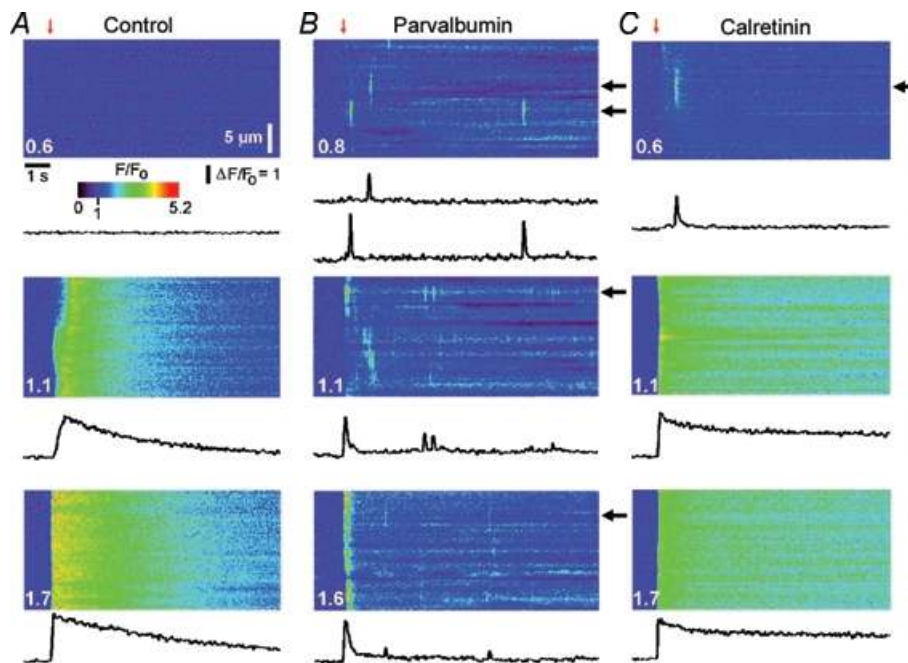 A Control
B Parvalbumin
C Calretinin
0.6
5 µm
0.8
0.6
1 s
F/F₀
ΔF/F₀ = 1
0
1
5.2
1.1
1.1
1.1
1.7
1.6
1.7